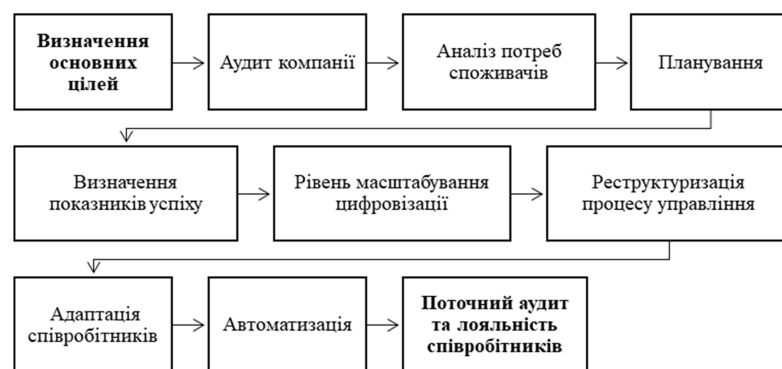 Визначення
основних
цілей
Аудит компанії
Аналіз потреб
споживачів
Планування
Визначення
показників успіху
Рівень масштабування
цифровізації
Реструктуризація
процесу управління
Адаптація
співробітників
Автоматизація
Поточний аудит
та лояльність
співробітників